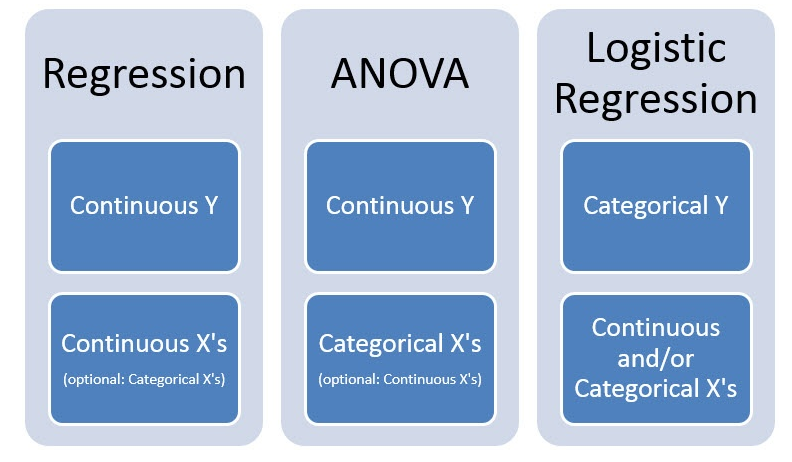 Regression
Continuous Y
Continuous X's
(optional: Categorical X's)
ANOVA
Continuous Y
Categorical X's
(optional: Continuous X's)
Logistic
Regression
Categorical Y
Continuous
and/or
Categorical X's